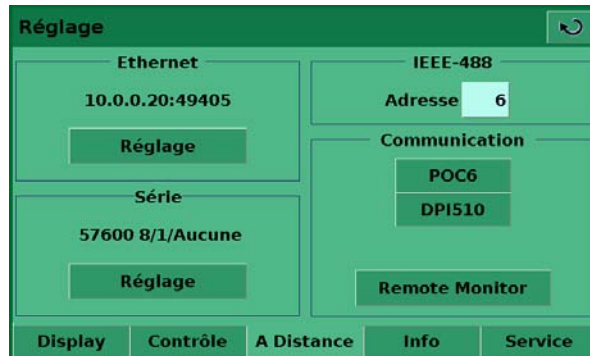 Réglage
Ethernet
10.0.0.20:49405
Réglage
Série
57600 8/1/Aucune
Réglage
IEEE-488
Adresse 6
Communication
POC6
DPI510
Remote Monitor
Display Contrôle A Distance Info Service